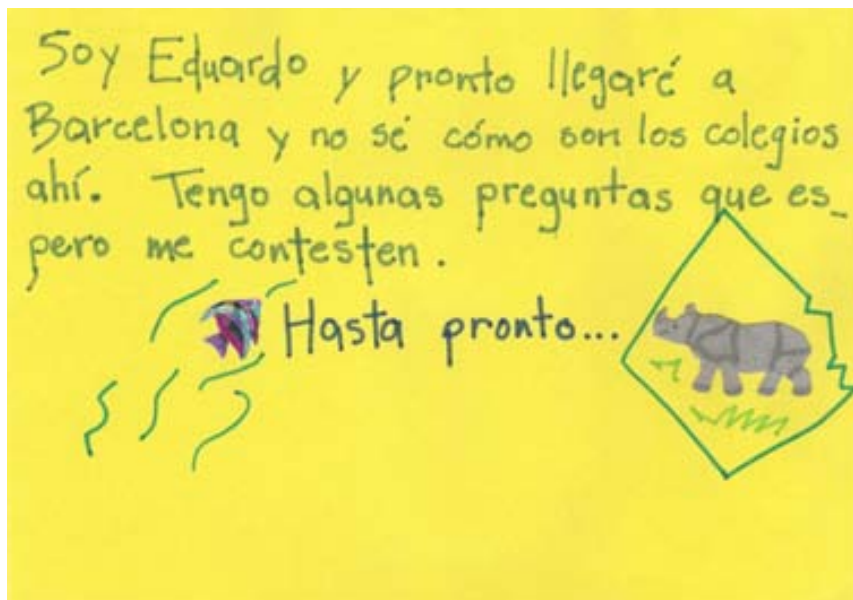 Soy Eduardo y pronto llegaré a
Barcelona y no sé cómo son los colegios
ahí. Tengo algunas preguntas que es_
pero me contesten.
Hasta pronto...